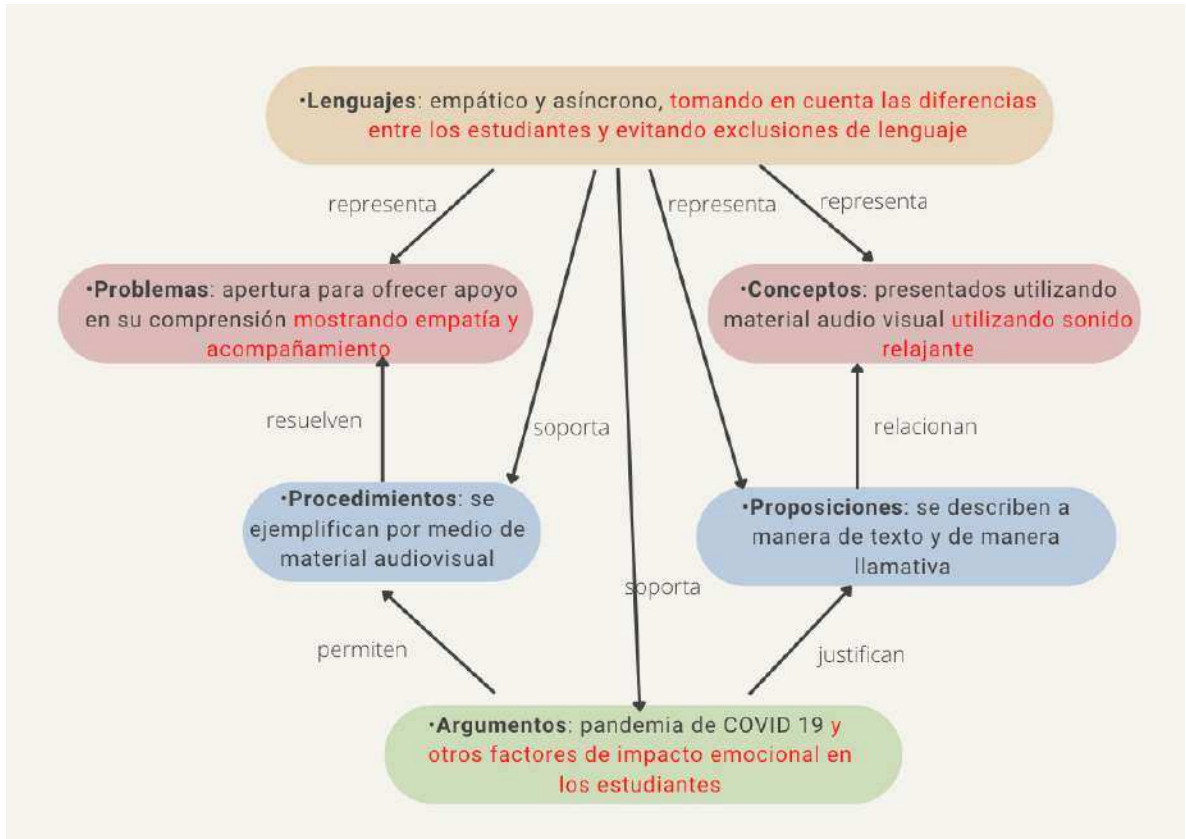 •Lenguajes: empático y asíncrono, tomando en cuenta las diferencias
entre los estudiantes y evitando exclusiones de lenguaje
representa
representa
representa
•Problemas: apertura para ofrecer apoyo
en su comprensión mostrando empatía y
acompañamiento
•Conceptos: presentados utilizando
material audio visual utilizando sonido
relajante
resuelven
soporta
relacionan
•Procedimientos: se
ejemplifican por medio de
material audiovisual
•Proposiciones: se describen a
manera de texto y de manera
llamativa
soporta
permiten
justifican
•Argumentos: pandemia de COVID 19 y
otros factores de impacto emocional en
los estudiantes